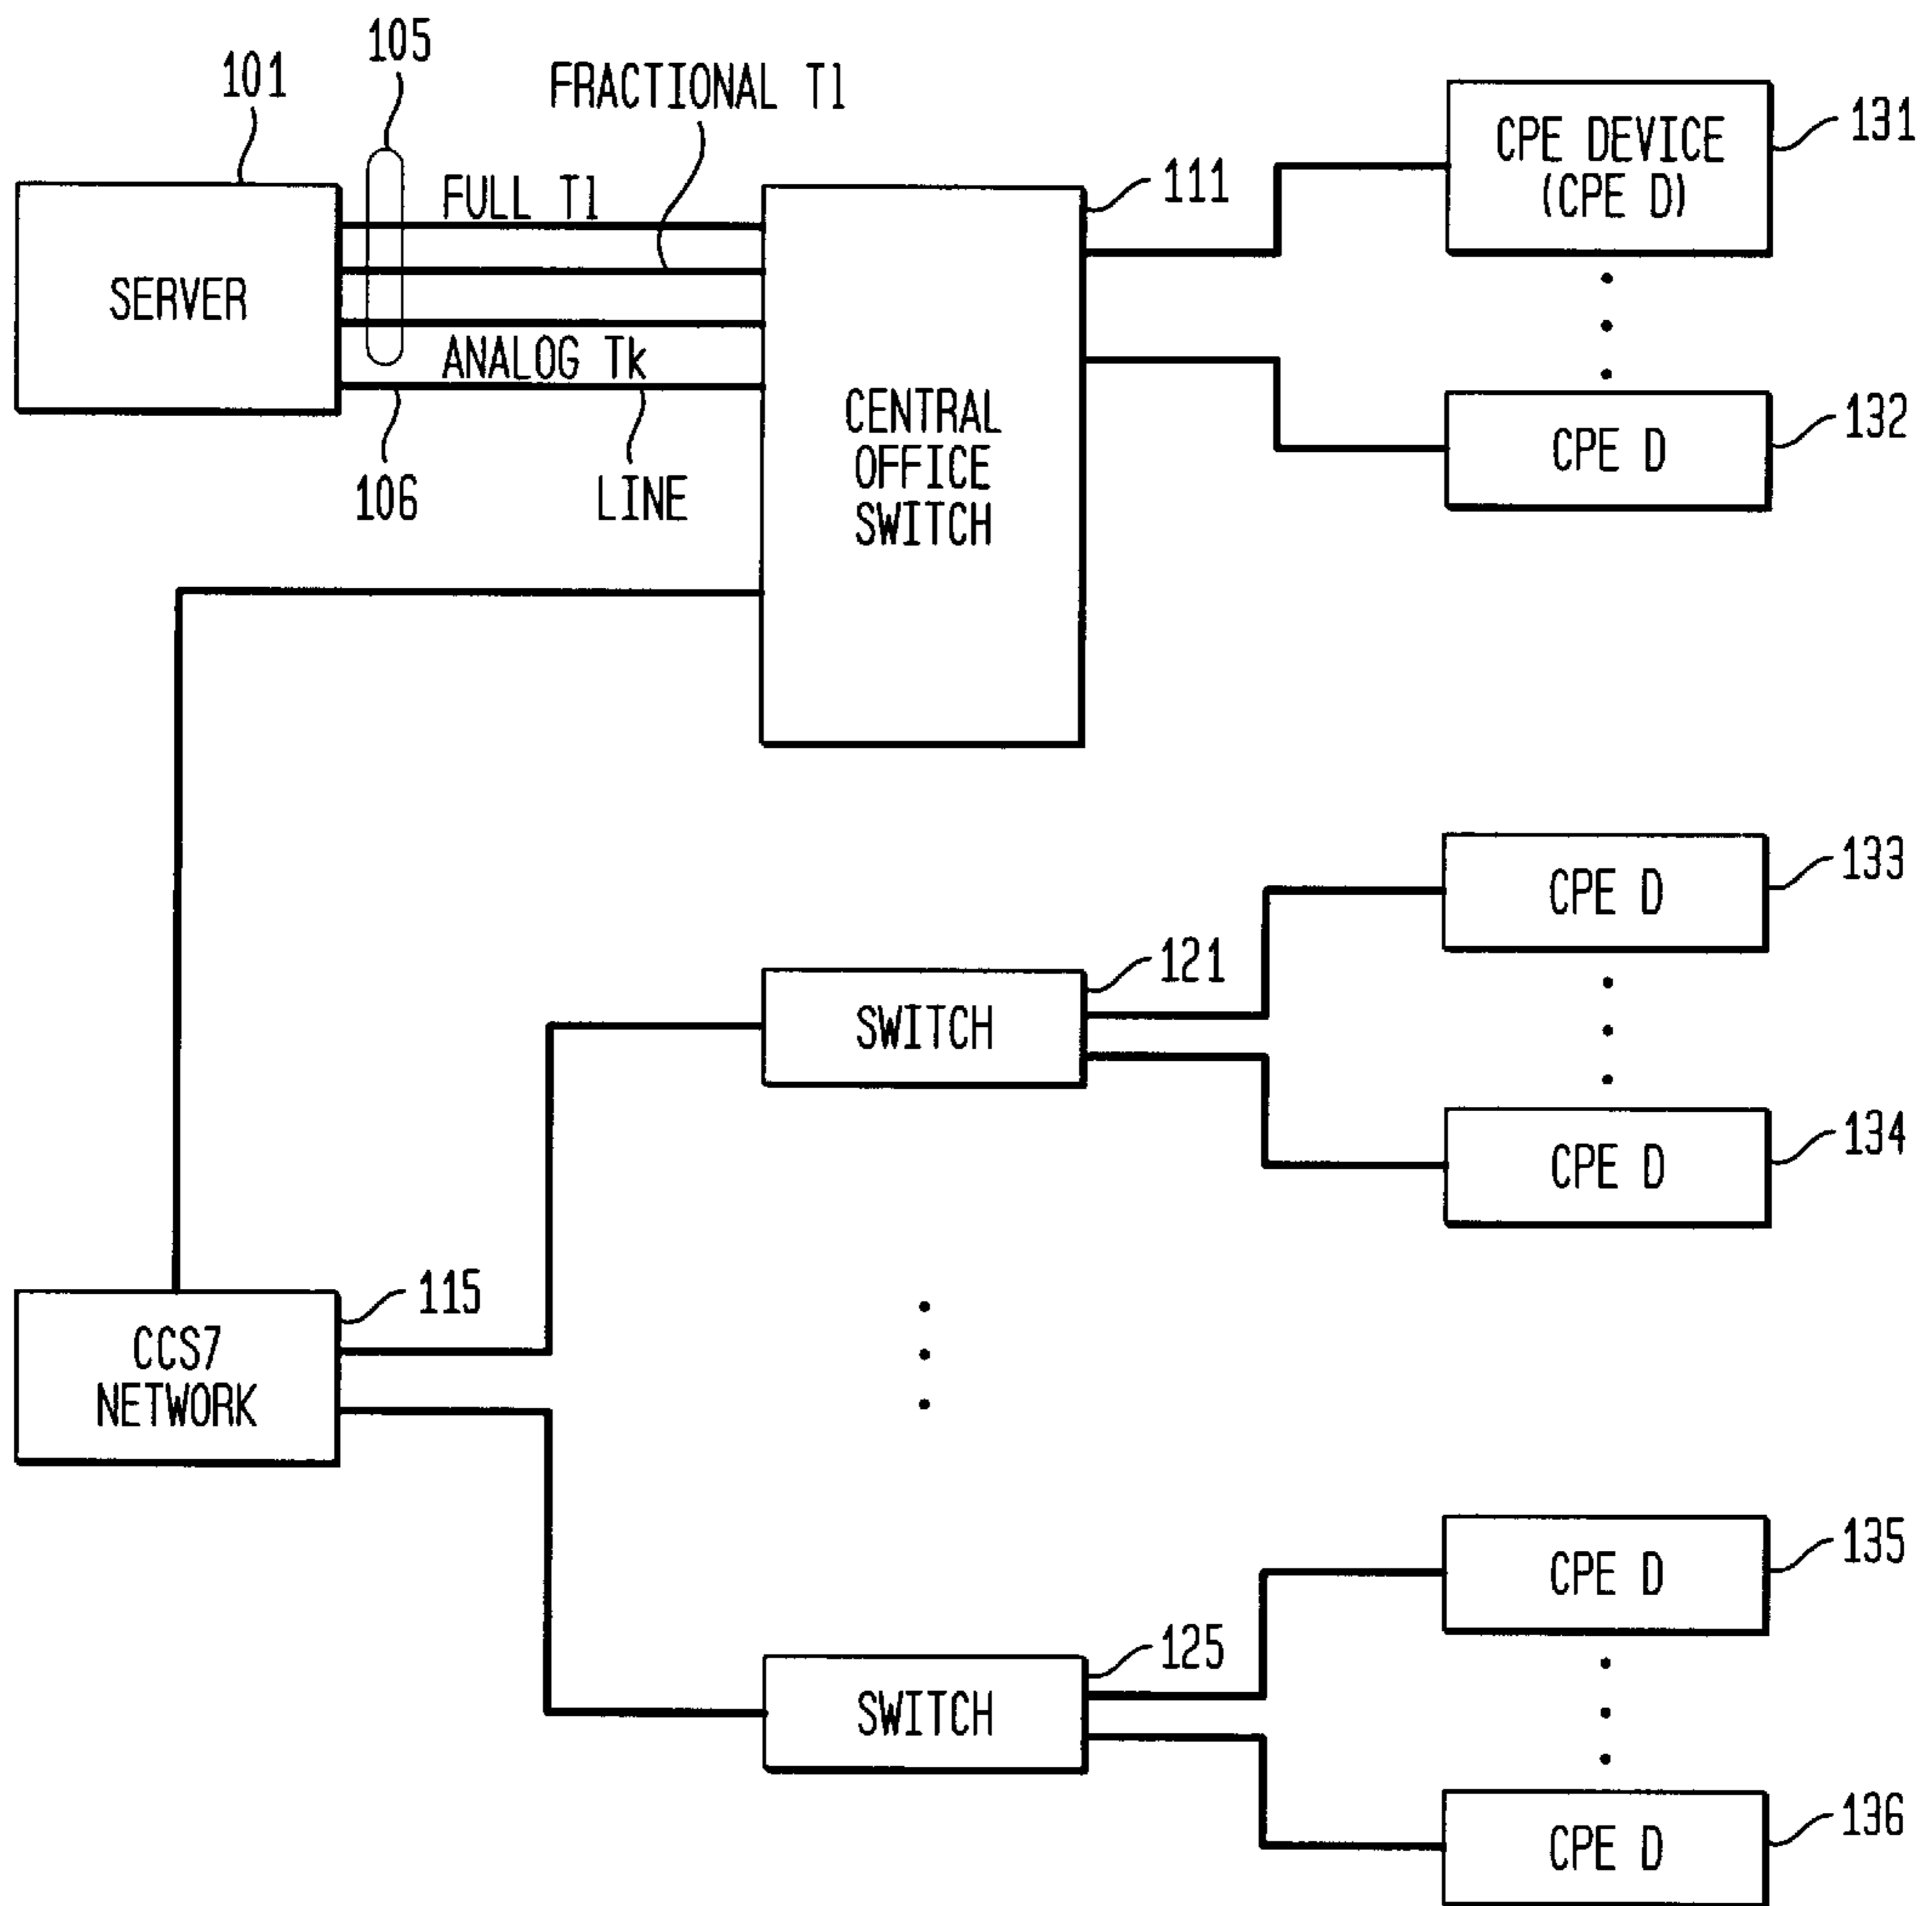 105
101
FRACTIONAL T1
FULL T1
SERVER
ANALOG Tk
106
LINE
111
CENTRAL
OFFICE
SWITCH
CPE DEVICE
(CPE D)
131
CPE D
132
CPE D
133
121
SWITCH
CPE D
134
115
CCS7
NETWORK
CPE D
135
125
SWITCH
CPE D
136